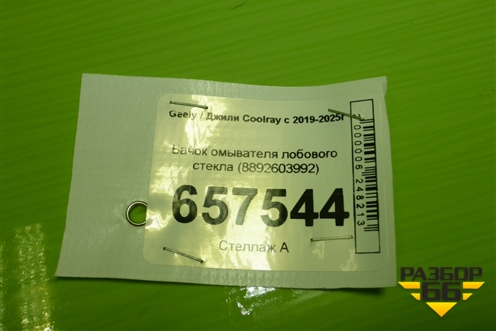 Geely / Джили Coolray с 2019-2025г
Бачок омывателя лобового
стекла (8892603992)
657544
Стеллаж А
000006248213
РАЗБОР
66